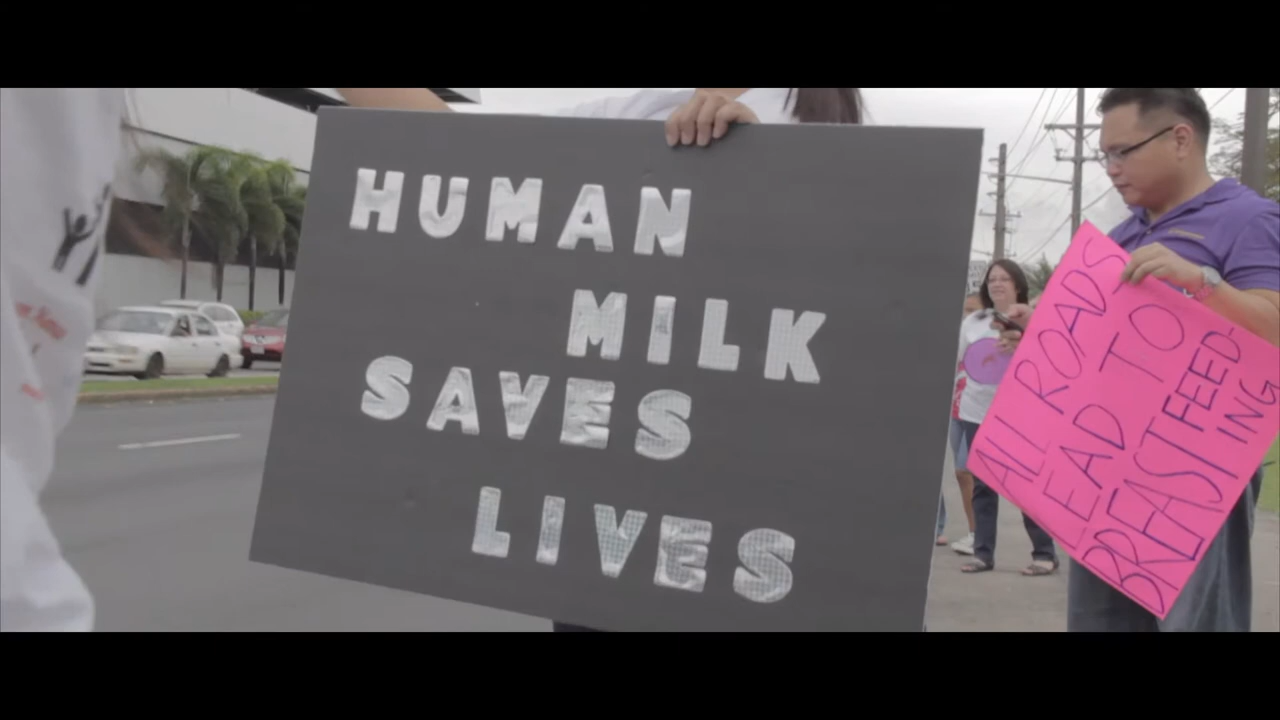 HUMAN
MILK
SAVES
LIVES
All ROADS
LEAD TO
BREASTFEED-
ING